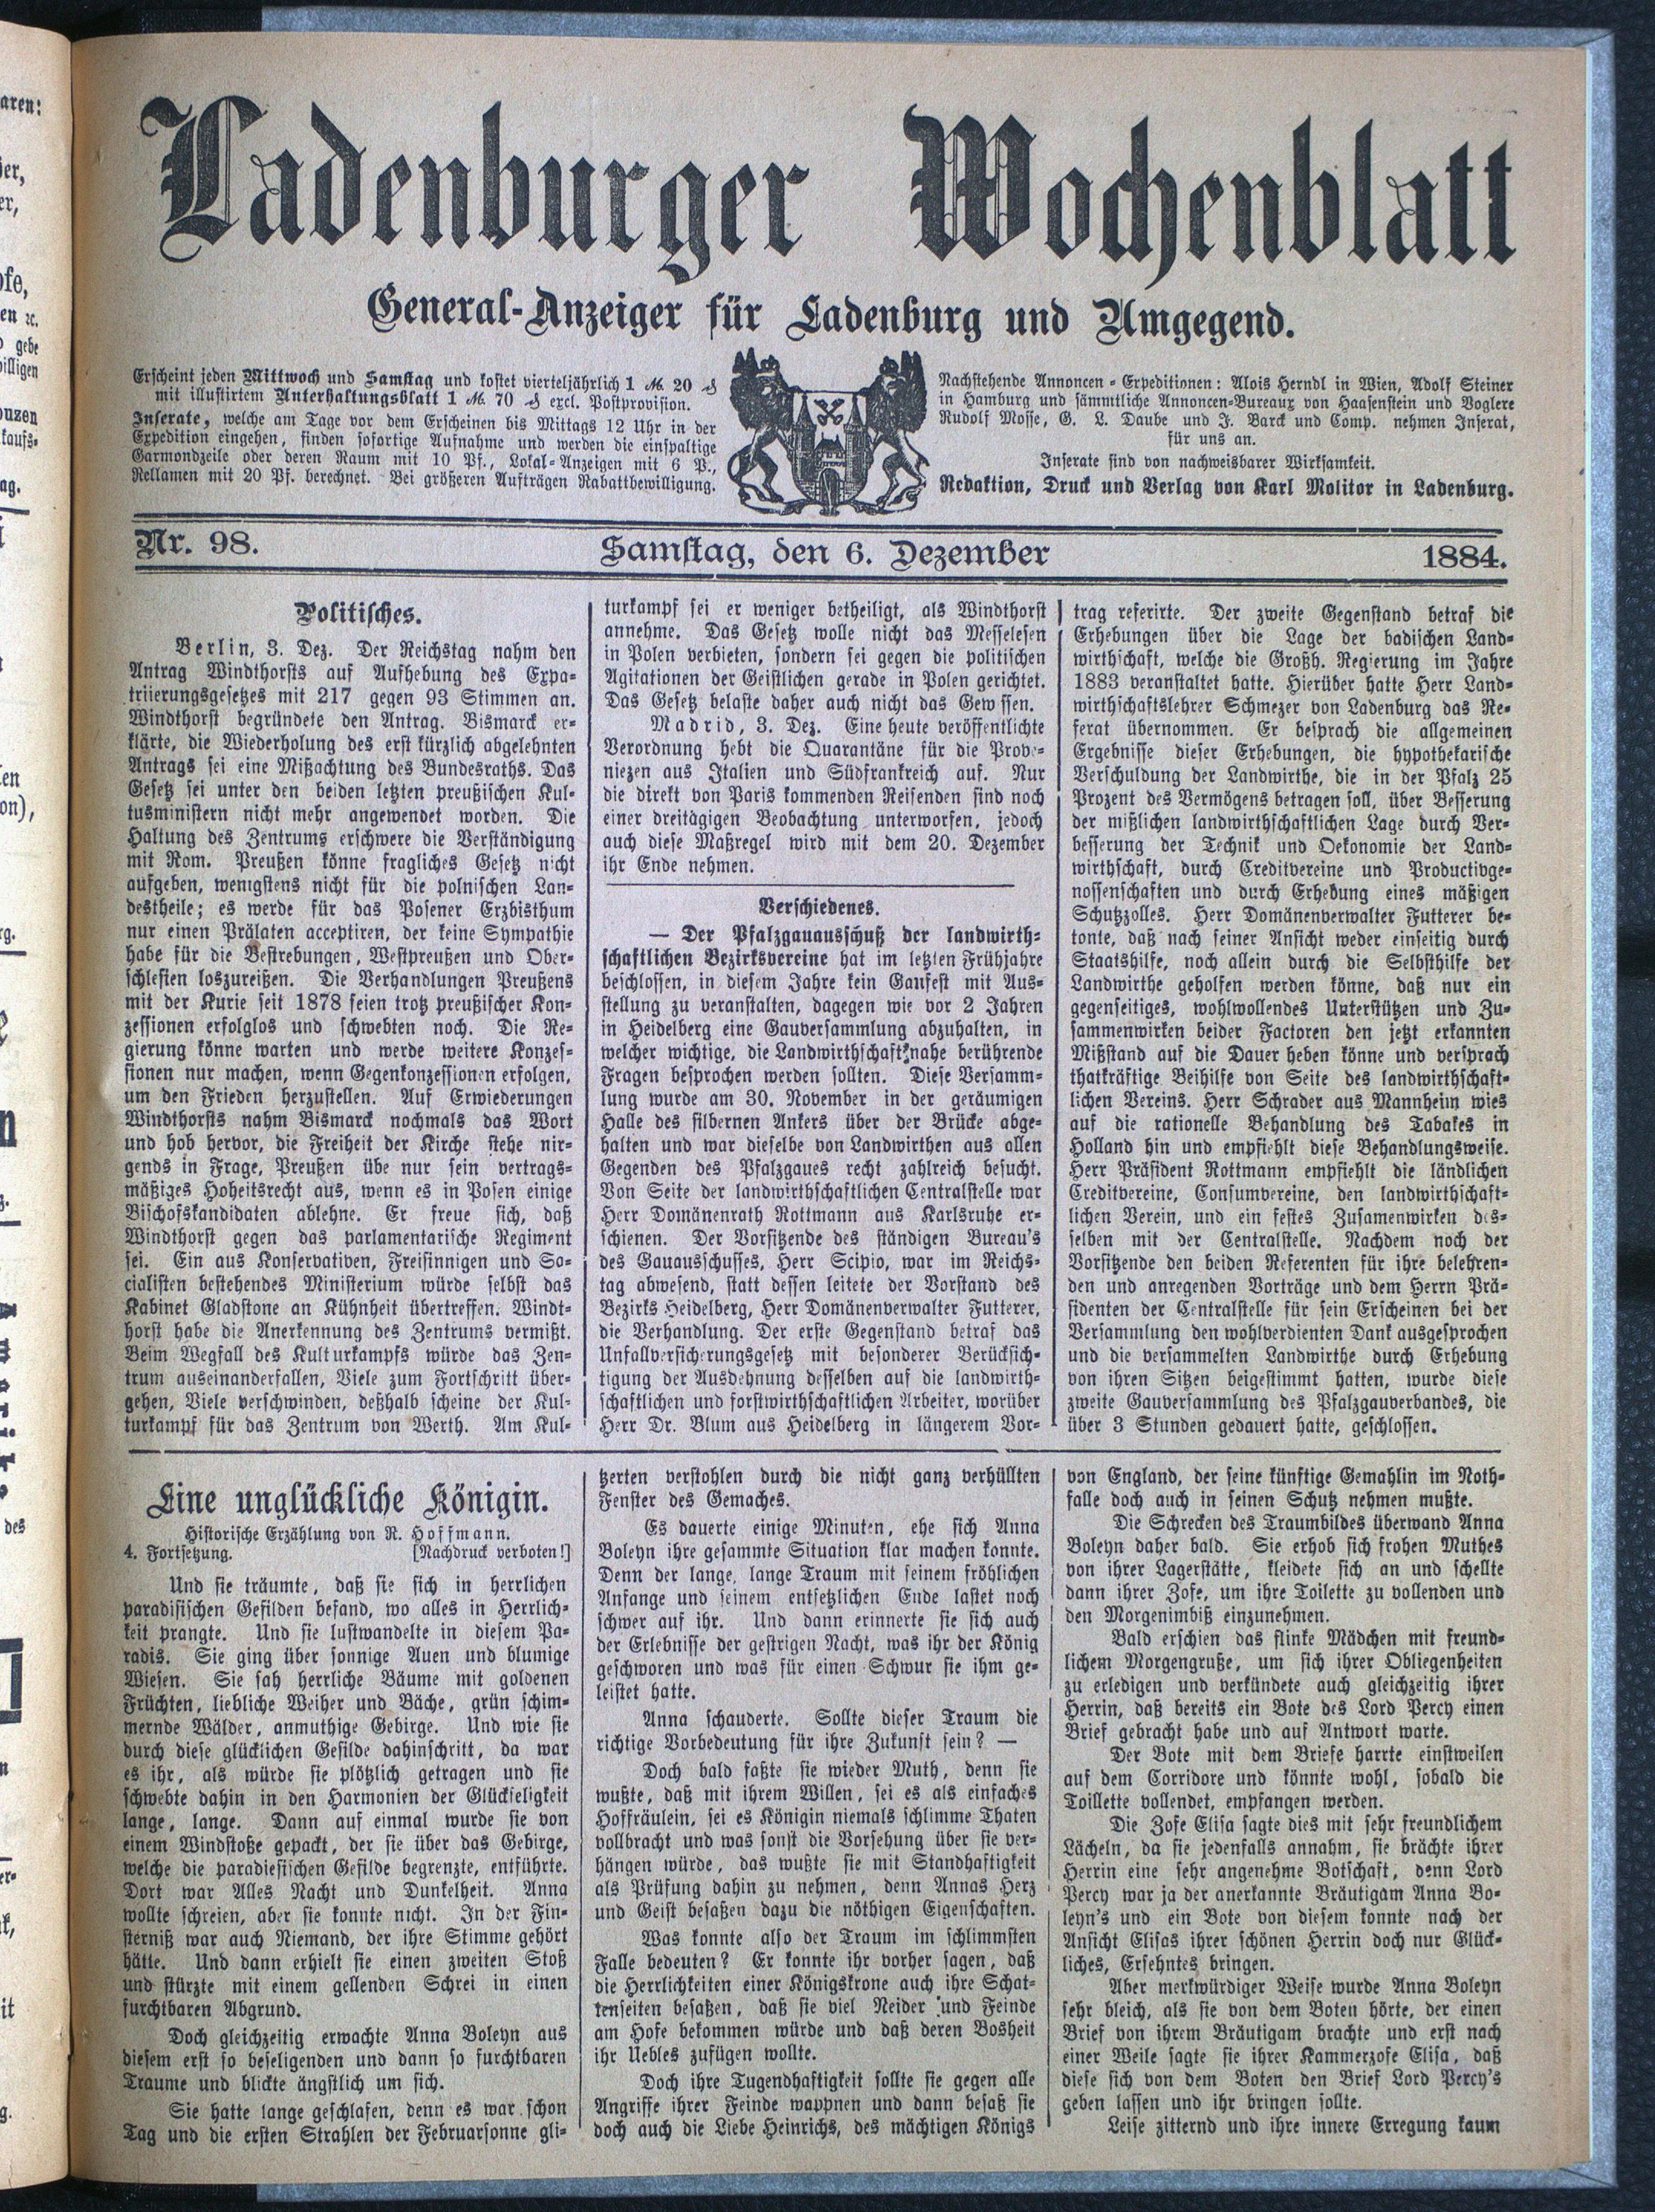 Ladenburger Wochenblatt
General-Anzeiger für Ladenburg und Umgegend.
Erscheint jeden Mittwoch und Samstag und kostet vierteljährlich 1 M. 20 ₰
mit illustirtem Unterhaltungsblatt 1 M. 70 ₰ excl. Postprovision.
Inserate, welche am Tage vor dem Erscheinen bis Mittags 12 Uhr in der
Expedition eingehen, finden sofortige Aufnahme und werden die einspaltige
Garmondzeile oder deren Raum mit 10 Pf., Lokal-Anzeigen mit 6 P.,
Reklamen mit 20 Pf. berechnet. Bei größeren Aufträgen Rabattbewilligung.
Nachstehende Annoncen-Expeditionen: Alois Herndl in Wien, Adolf Steiner
in Hamburg und sämmtliche Annoncen-Bureaux von Haasenstein und Voglere
Rudolf Mosse, G. L. Daube und J. Barck und Comp. nehmen Inserat,
für uns an.
Inserate sind von nachweisbarer Wirksamkeit.
Redaktion, Druck und Verlag von Karl Molitor in Ladenburg.
Nr. 98.
Samstag, den 6. Dezember
1884.
Politisches.
Berlin, 3. Dez. Der Reichstag nahm den
Antrag Windthorsts auf Aufhebung des Expa-
triierungsgesetzes mit 217 gegen 93 Stimmen an.
Windthorst begründete den Antrag. Bismarck er-
klärte, die Wiederholung des erst kürzlich abgelehnten
Antrags sei eine Mißachtung des Bundesraths. Das
Gesetz sei unter den beiden letzten preußischen Kul-
tusministern nicht mehr angewendet worden. Die
Haltung des Zentrums erschwere die Verständigung
mit Rom. Preußen könne fragliches Gesetz nicht
aufgeben, wenigstens nicht für die polnischen Lan-
destheile; es werde für das Posener Erzbisthum
nur einen Prälaten acceptiren, der keine Sympathie
habe für die Bestrebungen, Westpreußen und Ober-
schlesien loszureißen. Die Verhandlungen Preußens
mit der Kurie seit 1878 seien trotz preußischer Kon-
zessionen erfolglos und schwebten noch. Die Re-
gierung könne warten und werde weitere Konzes-
sionen nur machen, wenn Gegenkonzessionen erfolgen,
um den Frieden herzustellen. Auf Erwiederungen
Windthorsts nahm Bismarck nochmals das Wort
und hob hervor, die Freiheit der Kirche stehe nir-
gends in Frage, Preußen übe nur sein vertrags-
mäßiges Hoheitsrecht aus, wenn es in Posen einige
Bischofskandidaten ablehne. Er freue sich, daß
Windthorst gegen das parlamentarische Regiment
sei. Ein aus Konservativen, Freisinnigen und So-
cialisten bestehendes Ministerium würde selbst das
Kabinet Gladstone an Kühnheit übertreffen. Windt-
horst habe die Anerkennung des Zentrums vermißt.
Beim Wegfall des Kulturkampfs würde das Zen-
trum auseinanderfallen, Viele zum Fortschritt über-
gehen, Viele verschwinden, deßhalb scheine der Kul-
turkampf für das Zentrum von Werth. Am Kul-
turkampf sei er weniger betheiligt, als Windthorst
annehme. Das Gesetz wolle nicht das Messelesen
in Polen verbieten, sondern sei gegen die politischen
Agitationen der Geistlichen gerade in Polen gerichtet.
Das Gesetz belaste daher auch nicht das Gewissen.
Madrid, 3. Dez. Eine heute veröffentlichte
Verordnung hebt die Quarantäne für die Prove-
niezen aus Italien und Südfrankreich auf. Nur
die direkt von Paris kommenden Reisenden sind noch
einer dreitägigen Beobachtung unterworfen, jedoch
auch diese Maßregel wird mit dem 20. Dezember
ihr Ende nehmen.
Verschiedenes.
— Der Pfalzgauausschuß der landwirth-
schaftlichen Bezirksvereine hat im letzten Frühjahre
beschlossen, in diesem Jahre kein Gaufest mit Aus-
stellung zu veranstalten, dagegen wie vor 2 Jahren
in Heidelberg eine Gauversammlung abzuhalten, in
welcher wichtige, die Landwirthschaft nahe berührende
Fragen besprochen werden sollten. Diese Versamm-
lung wurde am 30. November in der geräumigen
Halle des silbernen Ankers über der Brücke abge-
halten und war dieselbe von Landwirthen aus allen
Gegenden des Pfalzgaues recht zahlreich besucht.
Von Seite der landwirthschaftlichen Centralstelle war
Herr Domänenrath Rottmann aus Karlsruhe er-
schienen. Der Vorsitzende des ständigen Bureau's
des Gauausschusses, Herr Scipio, war im Reichs-
tag abwesend, statt dessen leitete der Vorstand des
Bezirks Heidelberg, Herr Domänenverwalter Futterer,
die Verhandlung. Der erste Gegenstand betraf das
Unfallversicherungsgesetz mit besonderer Berücksich-
tigung der Ausdehnung desselben auf die landwirth-
schaftlichen und forstwirthschaftlichen Arbeiter, worüber
Herr Dr. Blum aus Heidelberg in längerem Vor-
trag referirte. Der zweite Gegenstand betraf die
Erhebungen über die Lage der badischen Land-
wirthschaft, welche die Großh. Regierung im Jahre
1883 veranstaltet hatte. Hierüber hatte Herr Land-
wirthschaftslehrer Schmezer von Ladenburg das Re-
ferat übernommen. Er besprach die allgemeinen
Ergebnisse dieser Erhebungen, die hypothekarische
Verschuldung der Landwirthe, die in der Pfalz 25
Prozent des Vermögens betragen soll, über Besserung
der mißlichen landwirthschaftlichen Lage durch Ver-
besserung der Technik und Oekonomie der Land-
wirthschaft, durch Creditvereine und Productivge-
nossenschaften und durch Erhebung eines mäßigen
Schutzzolles. Herr Domänenverwalter Futterer be-
tonte, daß nach seiner Ansicht weder einseitig durch
Staatshilfe, noch allein durch die Selbsthilfe der
Landwirthe geholfen werden könne, daß nur ein
gegenseitiges, wohlwollendes Unterstützen und Zu-
sammenwirken beider Factoren den jetzt erkannten
Mißstand auf die Dauer heben könne und versprach
thatkräftige Beihilfe von Seite des landwirthschaft-
lichen Vereins. Herr Schrader aus Mannheim wies
auf die rationelle Behandlung des Tabakes in
Holland hin und empfiehlt diese Behandlungsweise.
Herr Präsident Rottmann empfiehlt die ländlichen
Creditvereine, Consumvereine, den landwirthschaft-
lichen Verein, und ein festes Zusamenwirken des-
selben mit der Centralstelle. Nachdem noch der
Vorsitzende den beiden Referenten für ihre belehren-
den und anregenden Vorträge und dem Herrn Prä-
sidenten der Centralstelle für sein Erscheinen bei der
Versammlung den wohlverdienten Dank ausgesprochen
und die versammelten Landwirthe durch Erhebung
von ihren Sitzen beigestimmt hatten, wurde diese
zweite Gauversammlung des Pfalzgauverbandes, die
über 3 Stunden gedauert hatte, geschlossen.
Eine unglückliche Königin.
Historische Erzählung von R. Hoffmann.
4. Fortsetzung. [Nachdruck verboten!]
Und sie träumte, daß sie sich in herrlichen
paradisischen Gefilden befand, wo alles in Herrlich-
keit prangte. Und sie lustwandelte in diesem Pa-
radis. Sie ging über sonnige Auen und blumige
Wiesen. Sie sah herrliche Bäume mit goldenen
Früchten, liebliche Weiher und Bäche, grün schim-
mernde Wälder, anmuthige Gebirge. Und wie sie
durch diese glücklichen Gefilde dahinschritt, da war
es ihr, als würde sie plötzlich getragen und sie
schwebte dahin in den Harmonien der Glückseligkeit
lange, lange. Dann auf einmal wurde sie von
einem Windstoße gepackt, der sie über das Gebirge,
welche die paradiesischen Gefilde begrenzte, entführte.
Dort war Alles Nacht und Dunkelheit. Anna
wollte schreien, aber sie konnte nicht. In der Fin-
sterniß war auch Niemand, der ihre Stimme gehört
hätte. Und dann erhielt sie einen zweiten Stoß
und stürzte mit einem gellenden Schrei in einen
furchtbaren Abgrund.
Doch gleichzeitig erwachte Anna Boleyn aus
diesem erst so beseligenden und dann so furchtbaren
Traume und blickte ängstlich um sich.
Sie hatte lange geschlafen, denn es war schon
Tag und die ersten Strahlen der Februarsonne gli-
tzerten verstohlen durch die nicht ganz verhüllten
Fenster des Gemaches.
Es dauerte einige Minuten, ehe sich Anna
Boleyn ihre gesammte Situation klar machen konnte.
Denn der lange, lange Traum mit seinem fröhlichen
Anfange und seinem entsetzlichen Ende lastet noch
schwer auf ihr. Und dann erinnerte sie sich auch
der Erlebnisse der gestrigen Nacht, was ihr der König
geschworen und was für einen Schwur sie ihm ge-
leistet hatte.
Anna schauderte. Sollte dieser Traum die
richtige Vorbedeutung für ihre Zukunft sein? —
Doch bald faßte sie wieder Muth, denn sie
wußte, daß mit ihrem Willen, sei es als einfaches
Hoffräulein, sei es Königin niemals schlimme Thaten
vollbracht und was sonst die Vorsehung über sie ver-
hängen würde, das wußte sie mit Standhaftigkeit
als Prüfung dahin zu nehmen, denn Annas Herz
und Geist besaßen dazu die nöthigen Eigenschaften.
Was konnte also der Traum im schlimmsten
Falle bedeuten? Er konnte ihr vorher sagen, daß
die Herrlichkeiten einer Königskrone auch ihre Schat-
tenseiten besaßen, daß sie viel Neider und Feinde
am Hofe bekommen würde und daß deren Bosheit
ihr Uebles zufügen wollte.
Doch ihre Tugendhaftigkeit sollte sie gegen alle
Angriffe ihrer Feinde wappnen und dann besaß sie
doch auch die Liebe Heinrichs, des mächtigen Königs
von England, der seine künftige Gemahlin im Noth-
falle doch auch in seinen Schutz nehmen mußte.
Die Schrecken des Traumbildes überwand Anna
Boleyn daher bald. Sie erhob sich frohen Muthes
von ihrer Lagerstätte, kleidete sich an und schellte
dann ihrer Zofe, um ihre Toilette zu vollenden und
den Morgenimbiß einzunehmen.
Bald erschien das flinke Mädchen mit freund-
lichem Morgengruße, um sich ihrer Obliegenheiten
zu erledigen und verkündete auch gleichzeitig ihrer
Herrin, daß bereits ein Bote des Lord Percy einen
Brief gebracht habe und auf Antwort warte.
Der Bote mit dem Briefe harrte einstweilen
auf dem Corridore und könnte wohl, sobald die
Toillette vollendet, empfangen werden.
Die Zofe Elisa sagte dies mit sehr freundlichem
Lächeln, da sie jedenfalls annahm, sie brächte ihrer
Herrin eine sehr angenehme Botschaft, denn Lord
Percy war ja der anerkannte Bräutigam Anna Bo-
leyn's und ein Bote von diesem konnte nach der
Ansicht Elisas ihrer schönen Herrin doch nur Glück-
liches, Ersehntes bringen.
Aber merkwürdiger Weise wurde Anna Boleyn
sehr bleich, als sie von dem Boten hörte, der einen
Brief von ihrem Bräutigam brachte und erst nach
einer Weile sagte sie ihrer Kammerzofe Elisa, daß
diese sich von dem Boten den Brief Lord Percy's
geben lassen und ihr bringen sollte.
Leise zitternd und ihre innere Erregung kaum